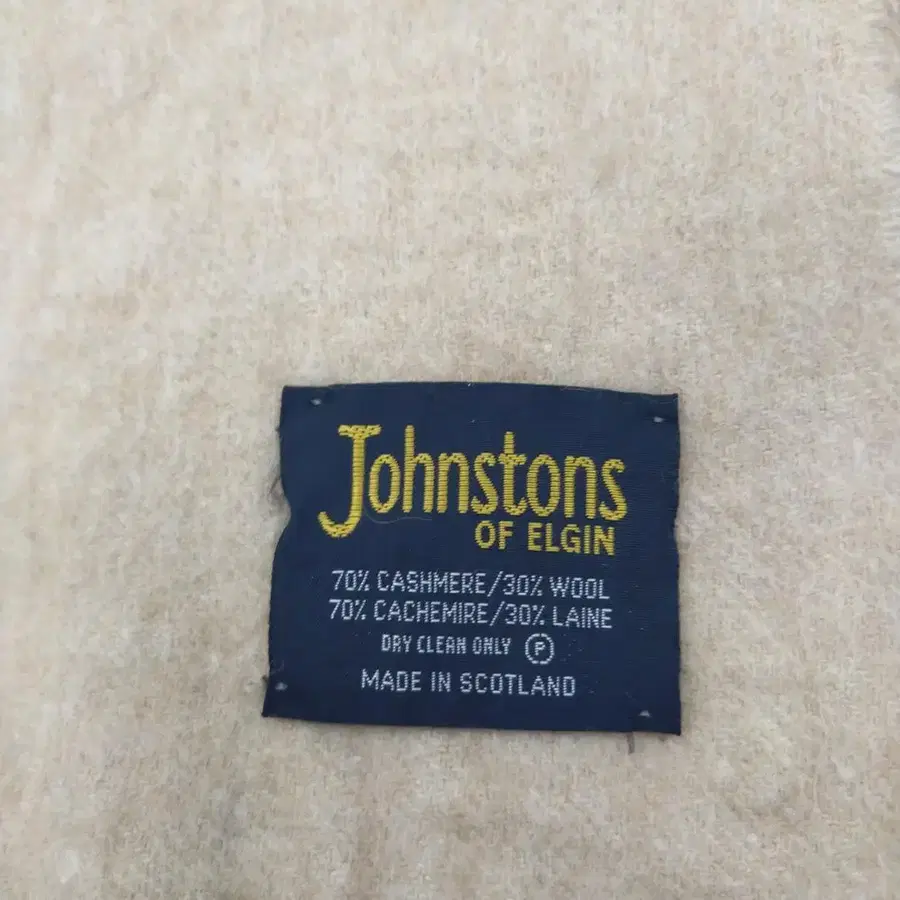 Johnstons
OF ELGIN
70% CASHMERE/30% WOOL
70% CACHEMIRE/30% LAINE
DRY CLEAN ONLY Ⓟ
MADE IN SCOTLAND